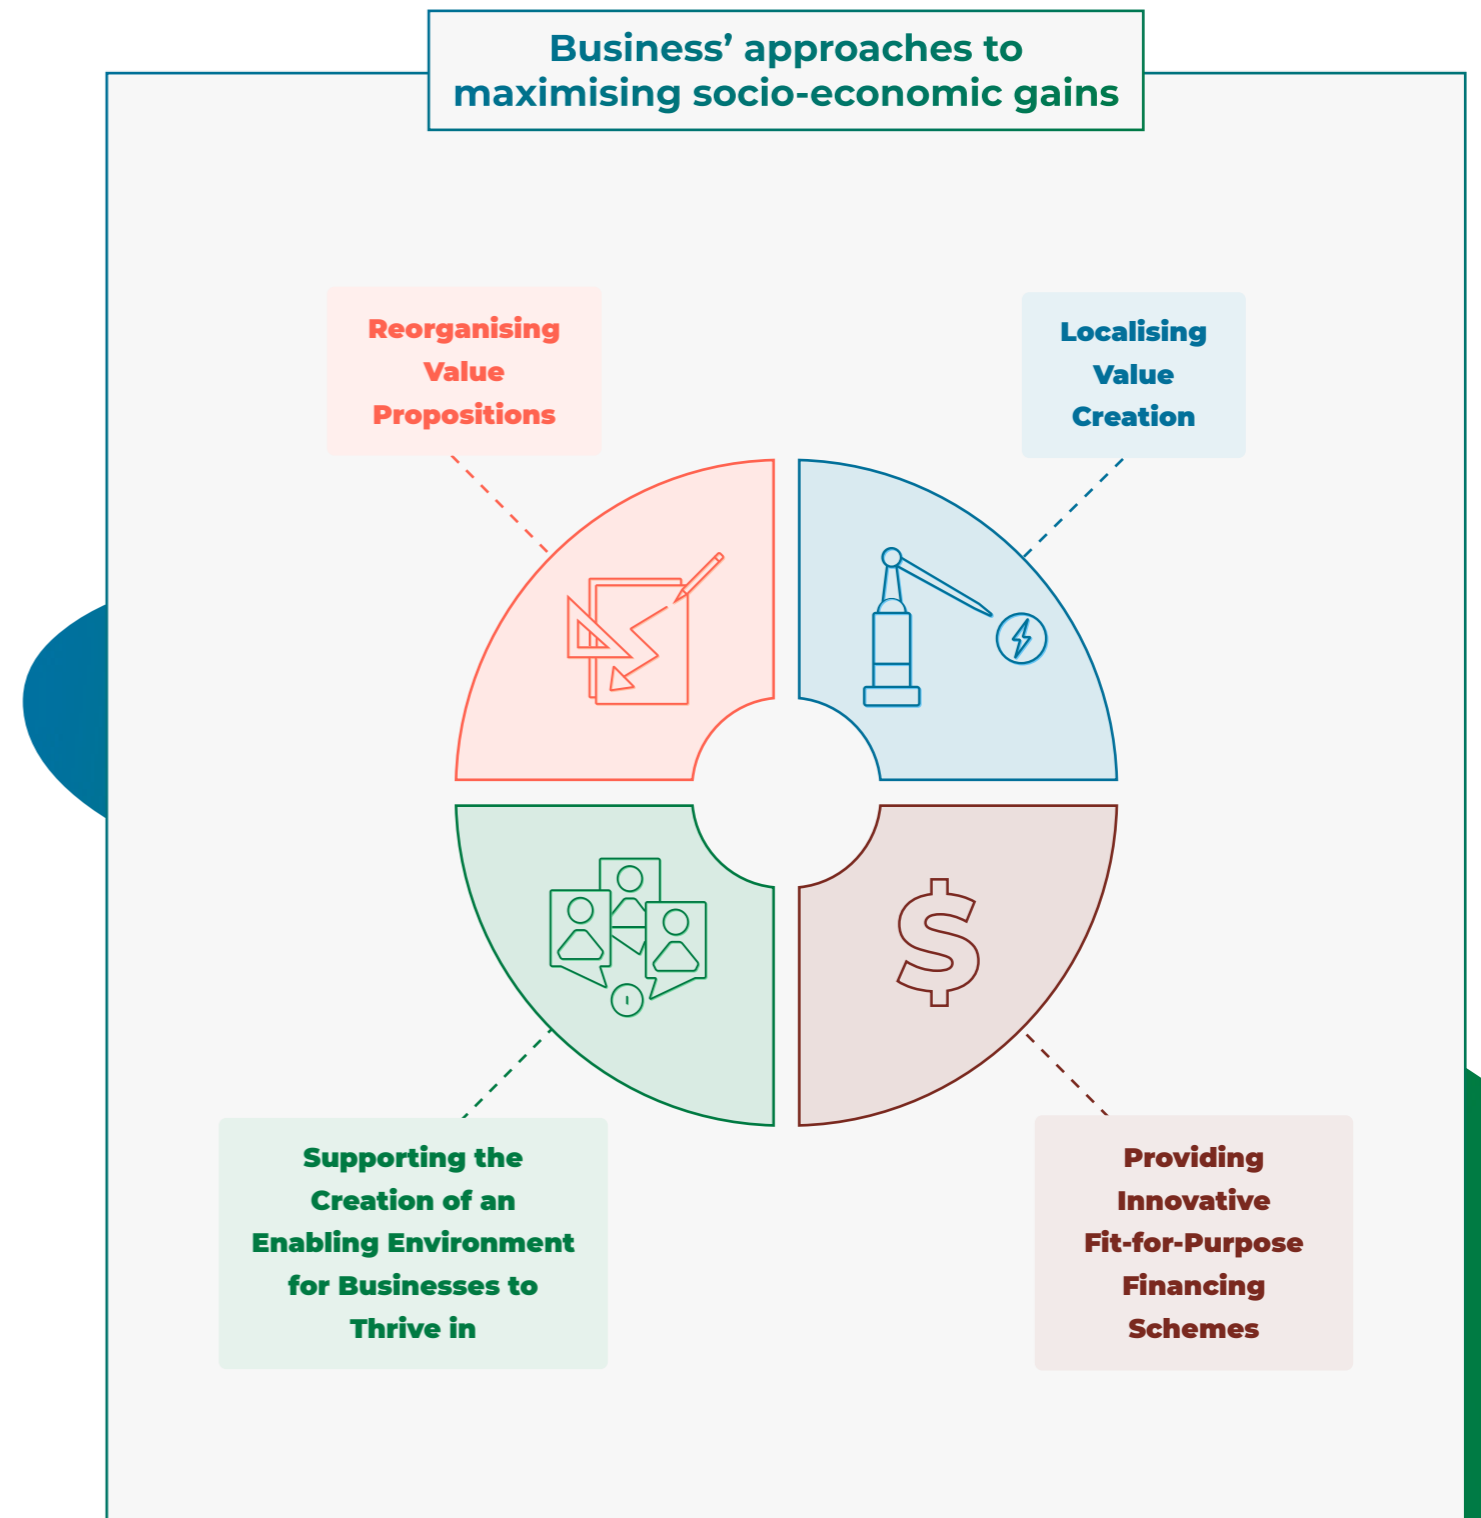 Business’ approaches to
maximising socio-economic gains
Reorganising
Value
Propositions
Localising
Value
Creation
Supporting the
Creation of an
Enabling Environment
for Businesses to
Thrive in
Providing
Innovative
Fit-for-Purpose
Financing
Schemes